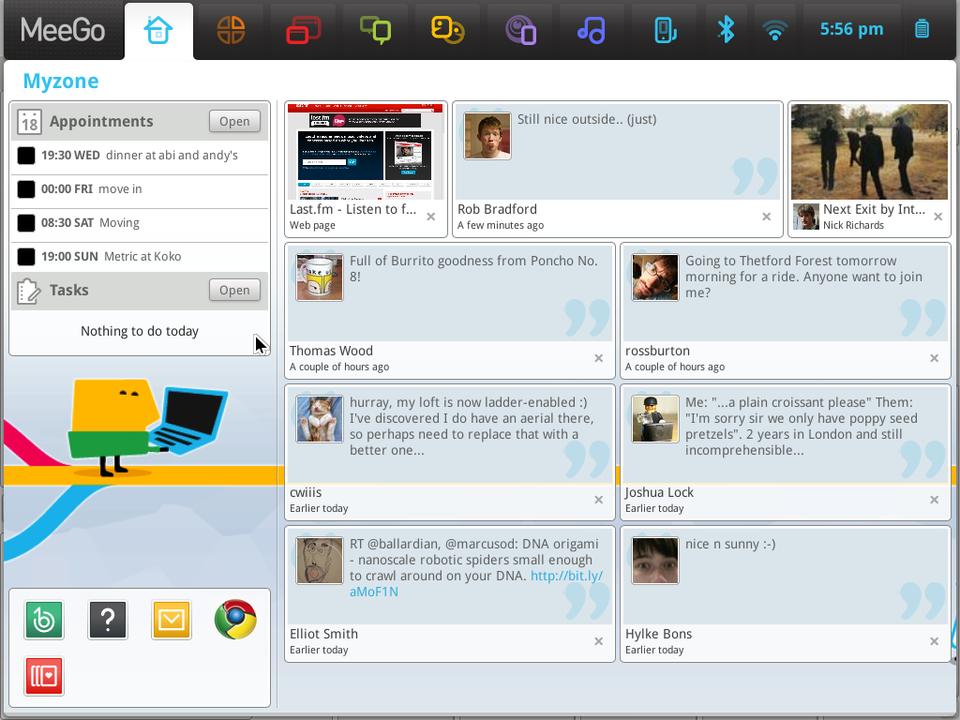 MeeGo
5:56 pm
Myzone
18
Appointments
Open
19:30 WED dinner at abi and andy's
00:00 FRI move in
08:30 SAT Moving
19:00 SUN Metric at Koko
Tasks
Open
Nothing to do today
Last.fm - Listen to f...
Web page
Still nice outside.. (just)
Rob Bradford
A few minutes ago
Next Exit by Int...
Nick Richards
Full of Burrito goodness from Poncho No.
8!
Thomas Wood
A couple of hours ago
Going to Thetford Forest tomorrow
morning for a ride. Anyone want to join
me?
rossburton
A couple of hours ago
hurray, my loft is now ladder-enabled :)
I've discovered I do have an aerial there,
so perhaps need to replace that with a
better one...
cwiiis
Earlier today
Me: "...a plain croissant please" Them:
"I'm sorry sir we only have poppy seed
pretzels". 2 years in London and still
incomprehensible...
Joshua Lock
Earlier today
RT @ballardian, @marcusod: DNA origami
- nanoscale robotic spiders small enough
to crawl around on your DNA. http://bit.ly/
aMoF1N
Elliot Smith
Earlier today
nice n sunny :-)
Hylke Bons
Earlier today